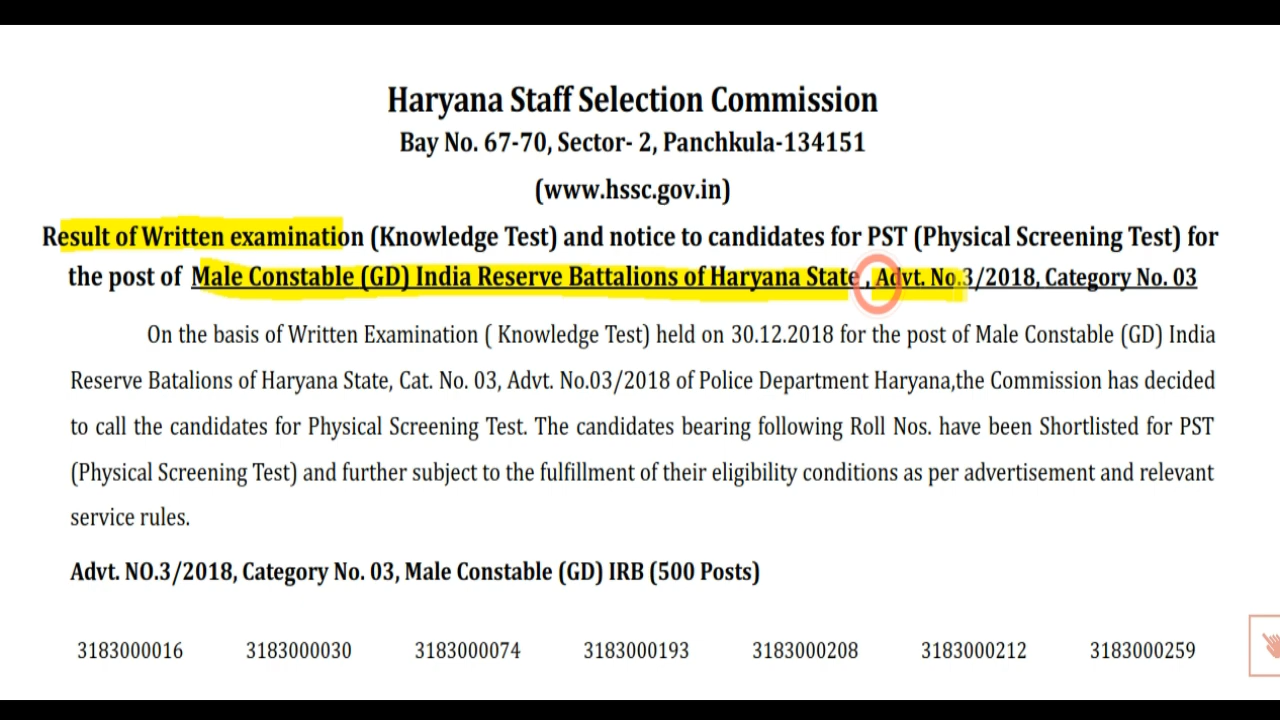 Haryana Staff Selection Commission
Bay No. 67-70, Sector- 2, Panchkula-134151
(www.hssc.gov.in)
Result of Written examination (Knowledge Test) and notice to candidates for PST (Physical Screening Test) for
the post of Male Constable (GD) India Reserve Battalions of Haryana State , Advt. No.3/2018, Category No. 03
On the basis of Written Examination ( Knowledge Test) held on 30.12.2018 for the post of Male Constable (GD) India
Reserve Batalions of Haryana State, Cat. No. 03, Advt. No.03/2018 of Police Department Haryana,the Commission has decided
to call the candidates for Physical Screening Test. The candidates bearing following Roll Nos. have been Shortlisted for PST
(Physical Screening Test) and further subject to the fulfillment of their eligibility conditions as per advertisement and relevant
service rules.
Advt. NO.3/2018, Category No. 03, Male Constable (GD) IRB (500 Posts)
3183000016 3183000030 3183000074 3183000193 3183000208 3183000212 3183000259